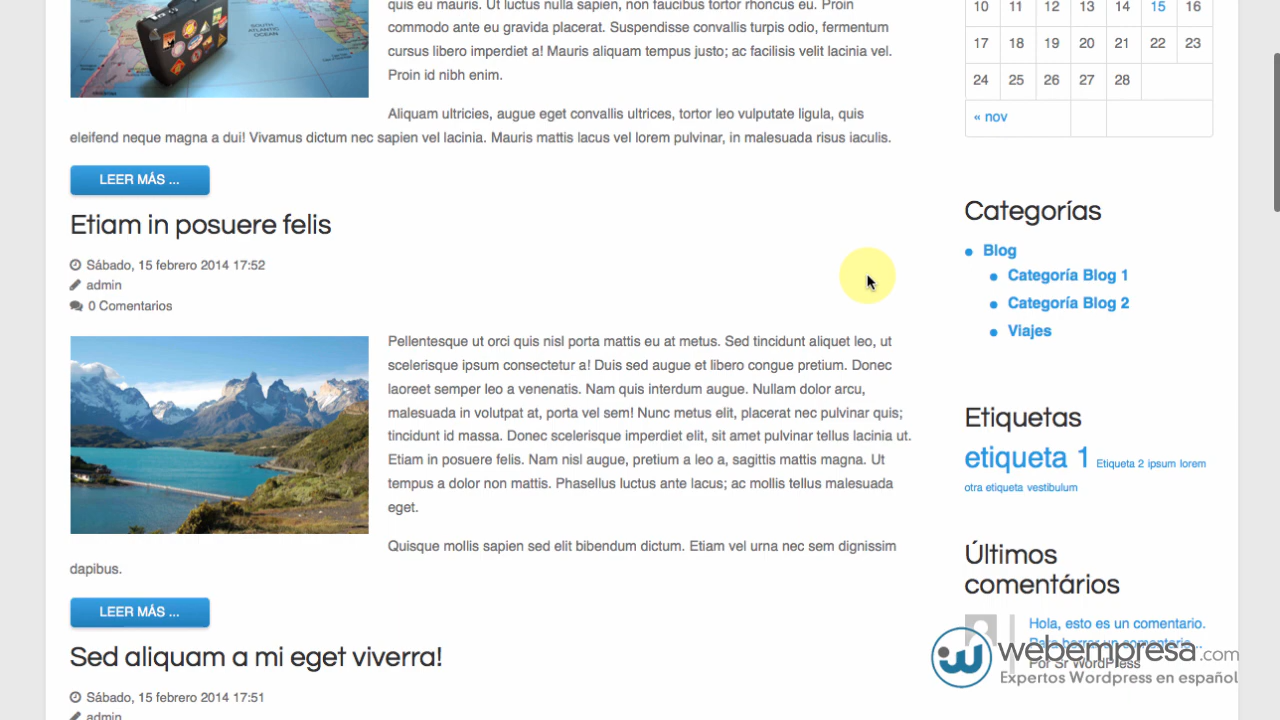 quis eu mauris. Ut luctus nulla sapien, non faucibus tortor rhoncus eu. Proin
commodo ante eu gravida placerat. Suspendisse convallis turpis odio, fermentum
cursus libero imperdiet a! Mauris aliquam tempus justo; ac facilisis velit lacinia vel.
Proin id nibh enim.
Aliquam ultricies, augue eget convallis ultrices, tortor leo vulputate ligula, quis
eleifend neque magna a dui! Vivamus dictum nec sapien vel lacinia. Mauris mattis lacus vel lorem pulvinar, in malesuada risus iaculis.
SOUTH
ATLANTIC
OCEAN
LEER MÁS ...
Etiam in posuere felis
Sábado, 15 febrero 2014 17:52
admin
0 Comentarios
Pellentesque ut orci quis nisl porta mattis eu at metus. Sed tincidunt aliquet leo, ut
scelerisque ipsum consectetur a! Duis sed augue et libero congue pretium. Donec
laoreet semper leo a venenatis. Nam quis interdum augue. Nullam dolor arcu,
malesuada in volutpat at, porta vel sem! Nunc metus elit, placerat nec pulvinar quis;
tincidunt id massa. Donec scelerisque imperdiet elit, sit amet pulvinar tellus lacinia ut.
Etiam in posuere felis. Nam nisl augue, pretium a leo a, sagittis mattis magna. Ut
tempus a dolor non mattis. Phasellus luctus ante lacus; ac mollis tellus malesuada
eget.
Quisque mollis sapien sed elit bibendum dictum. Etiam vel urna nec sem dignissim
dapibus.
LEER MÁS ...
Sed aliquam a mi eget viverra!
Sábado, 15 febrero 2014 17:51
admin
10 11 12 13 14 15 16
17 18 19 20 21 22 23
24 25 26 27 28
« nov
Categorías
Blog
Categoría Blog 1
Categoría Blog 2
Viajes
Etiquetas
etiqueta 1 Etiqueta 2 ipsum lorem
otra etiqueta vestibulum
Últimos
comentários
Hola, esto es un comentario.
Para borrar un comentario...
Por Sr WordPress
webempresa.com
Expertos Wordpress en español